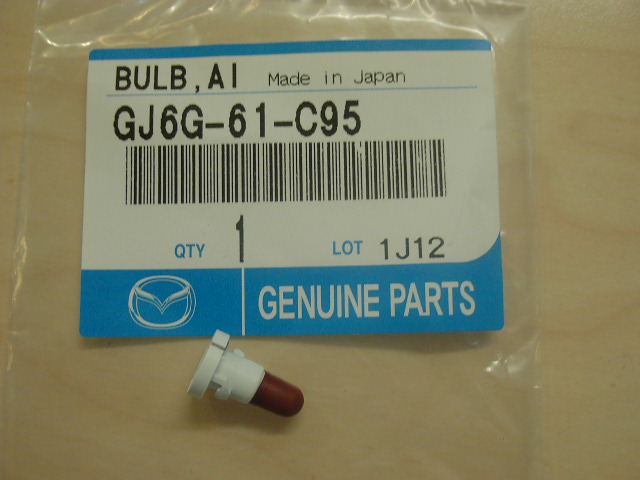 BULB, AI Made in Japan
GJ6G-61-C95
QTY 1 LOT 1J12
GENUINE PARTS